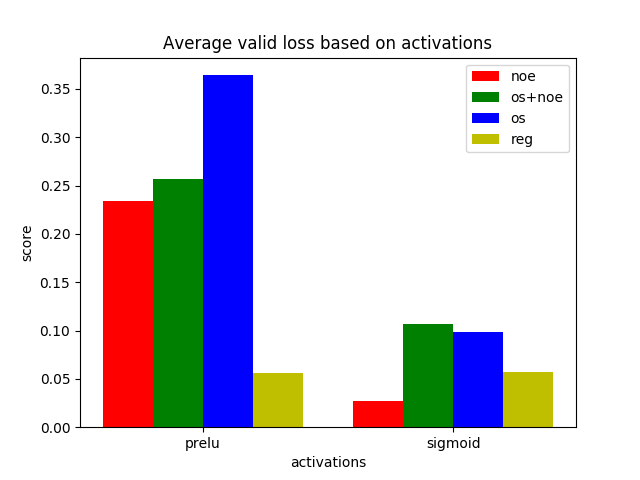 Average valid loss based on activations
noe
os+noe
os
reg
0.35
0.30
0.25
0.20
0.15
0.10
0.05
0.00
score
prelu
sigmoid
activations